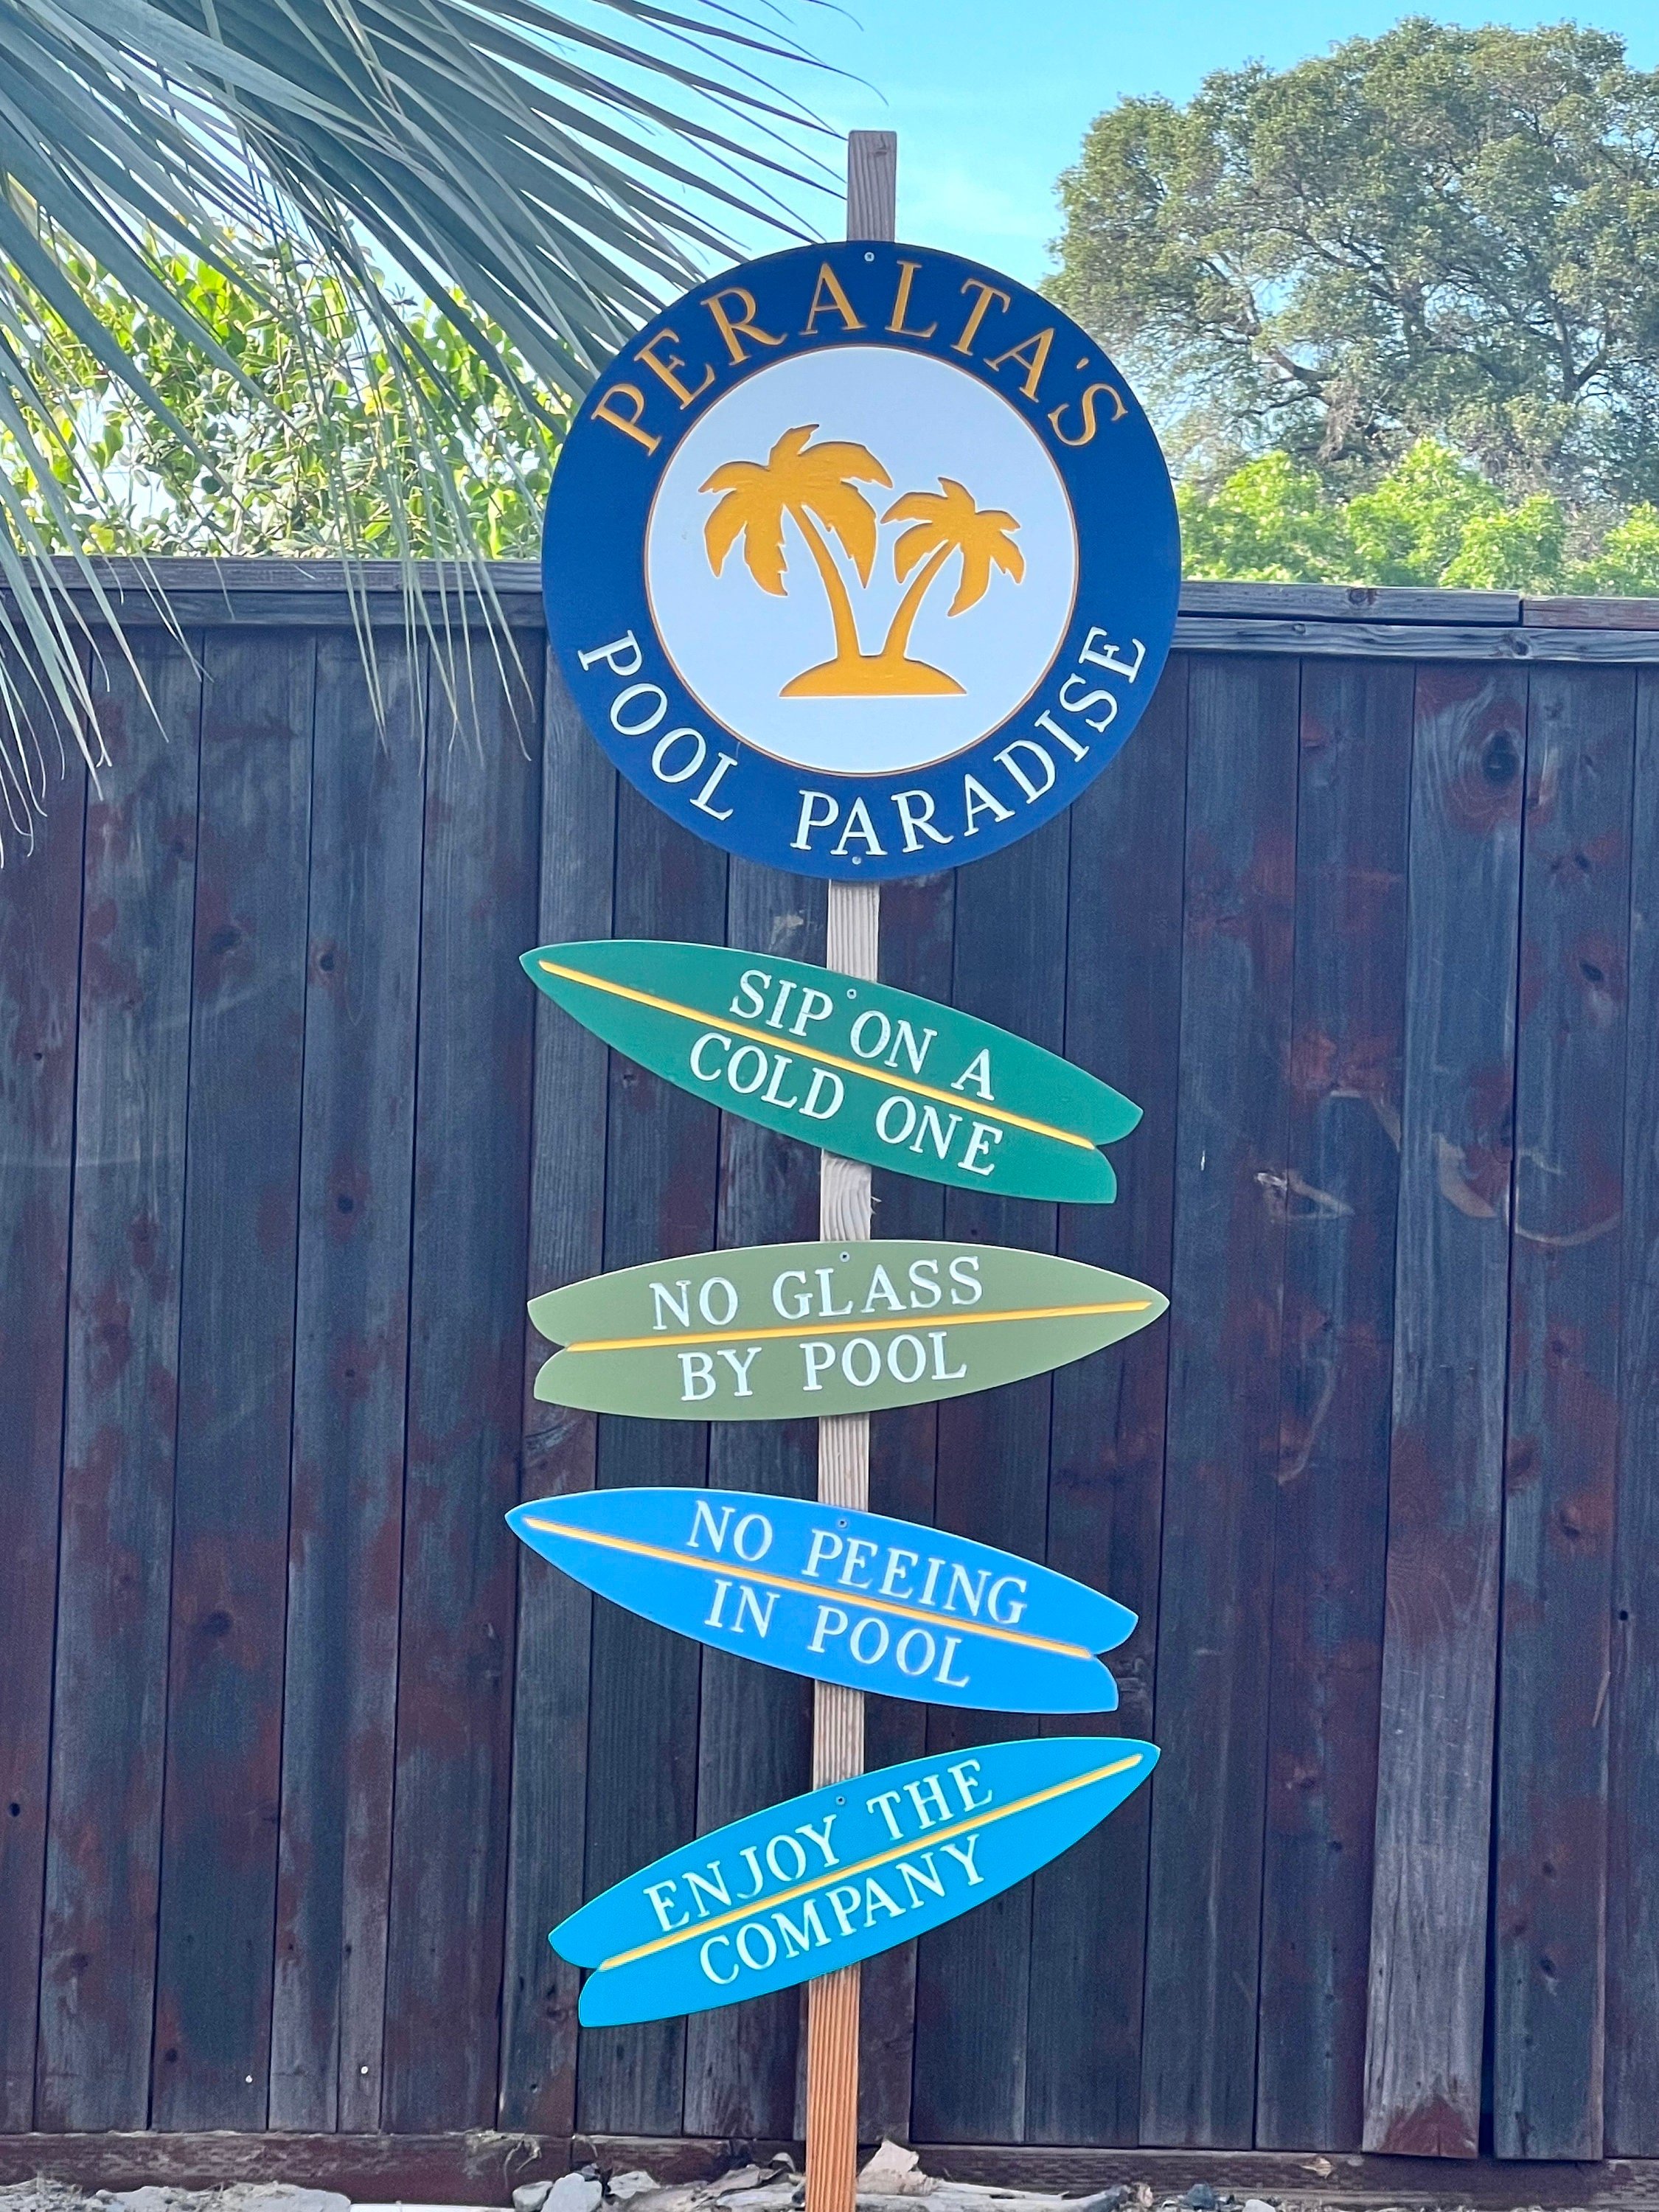 PERALTA'S
POOL PARADISE
SIP ON A
COLD ONE
NO GLASS
BY POOL
NO PEEING
IN POOL
ENJOY THE
COMPANY